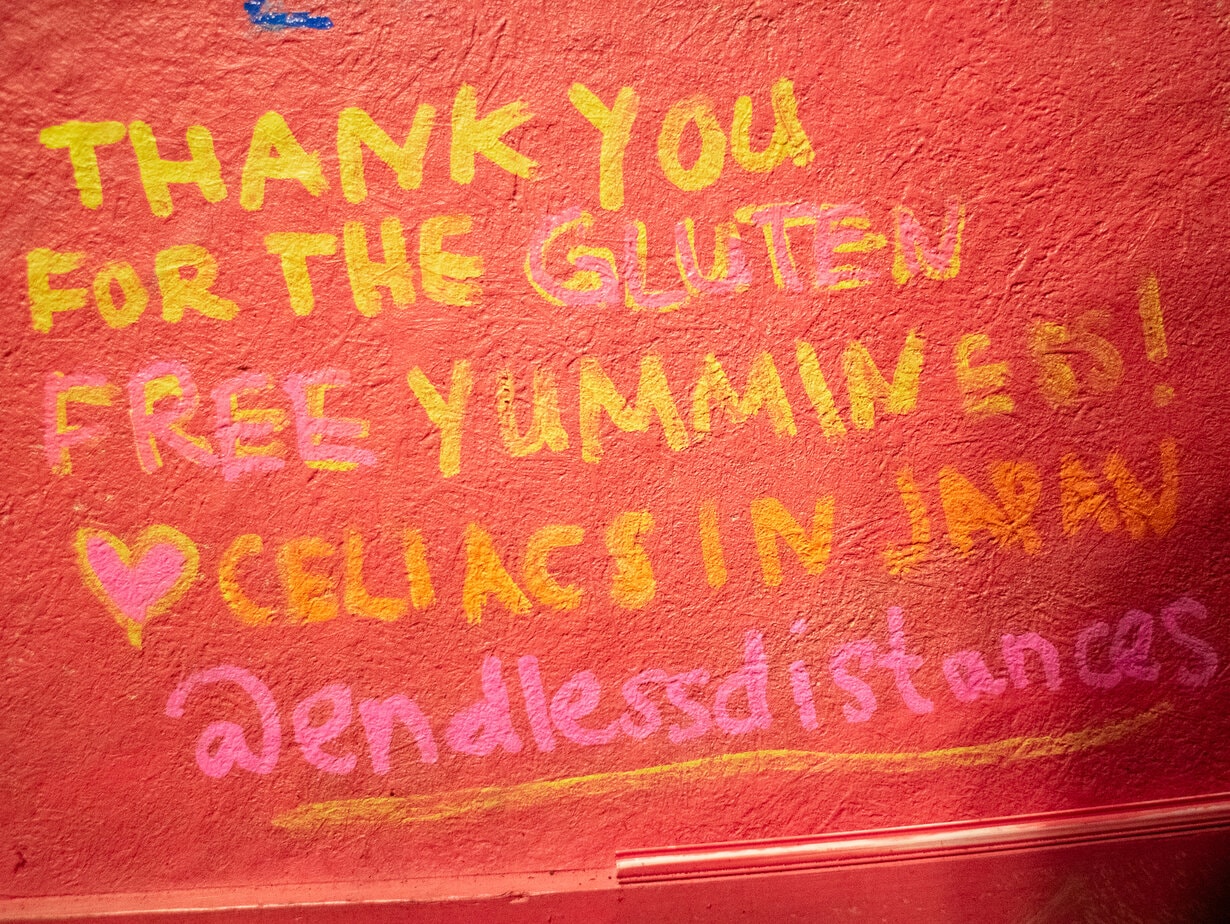 THANK YOU
FOR THE GLUTEN
FREE YUMMINESS!
CELIACS IN JAPAN
@endlessdistances